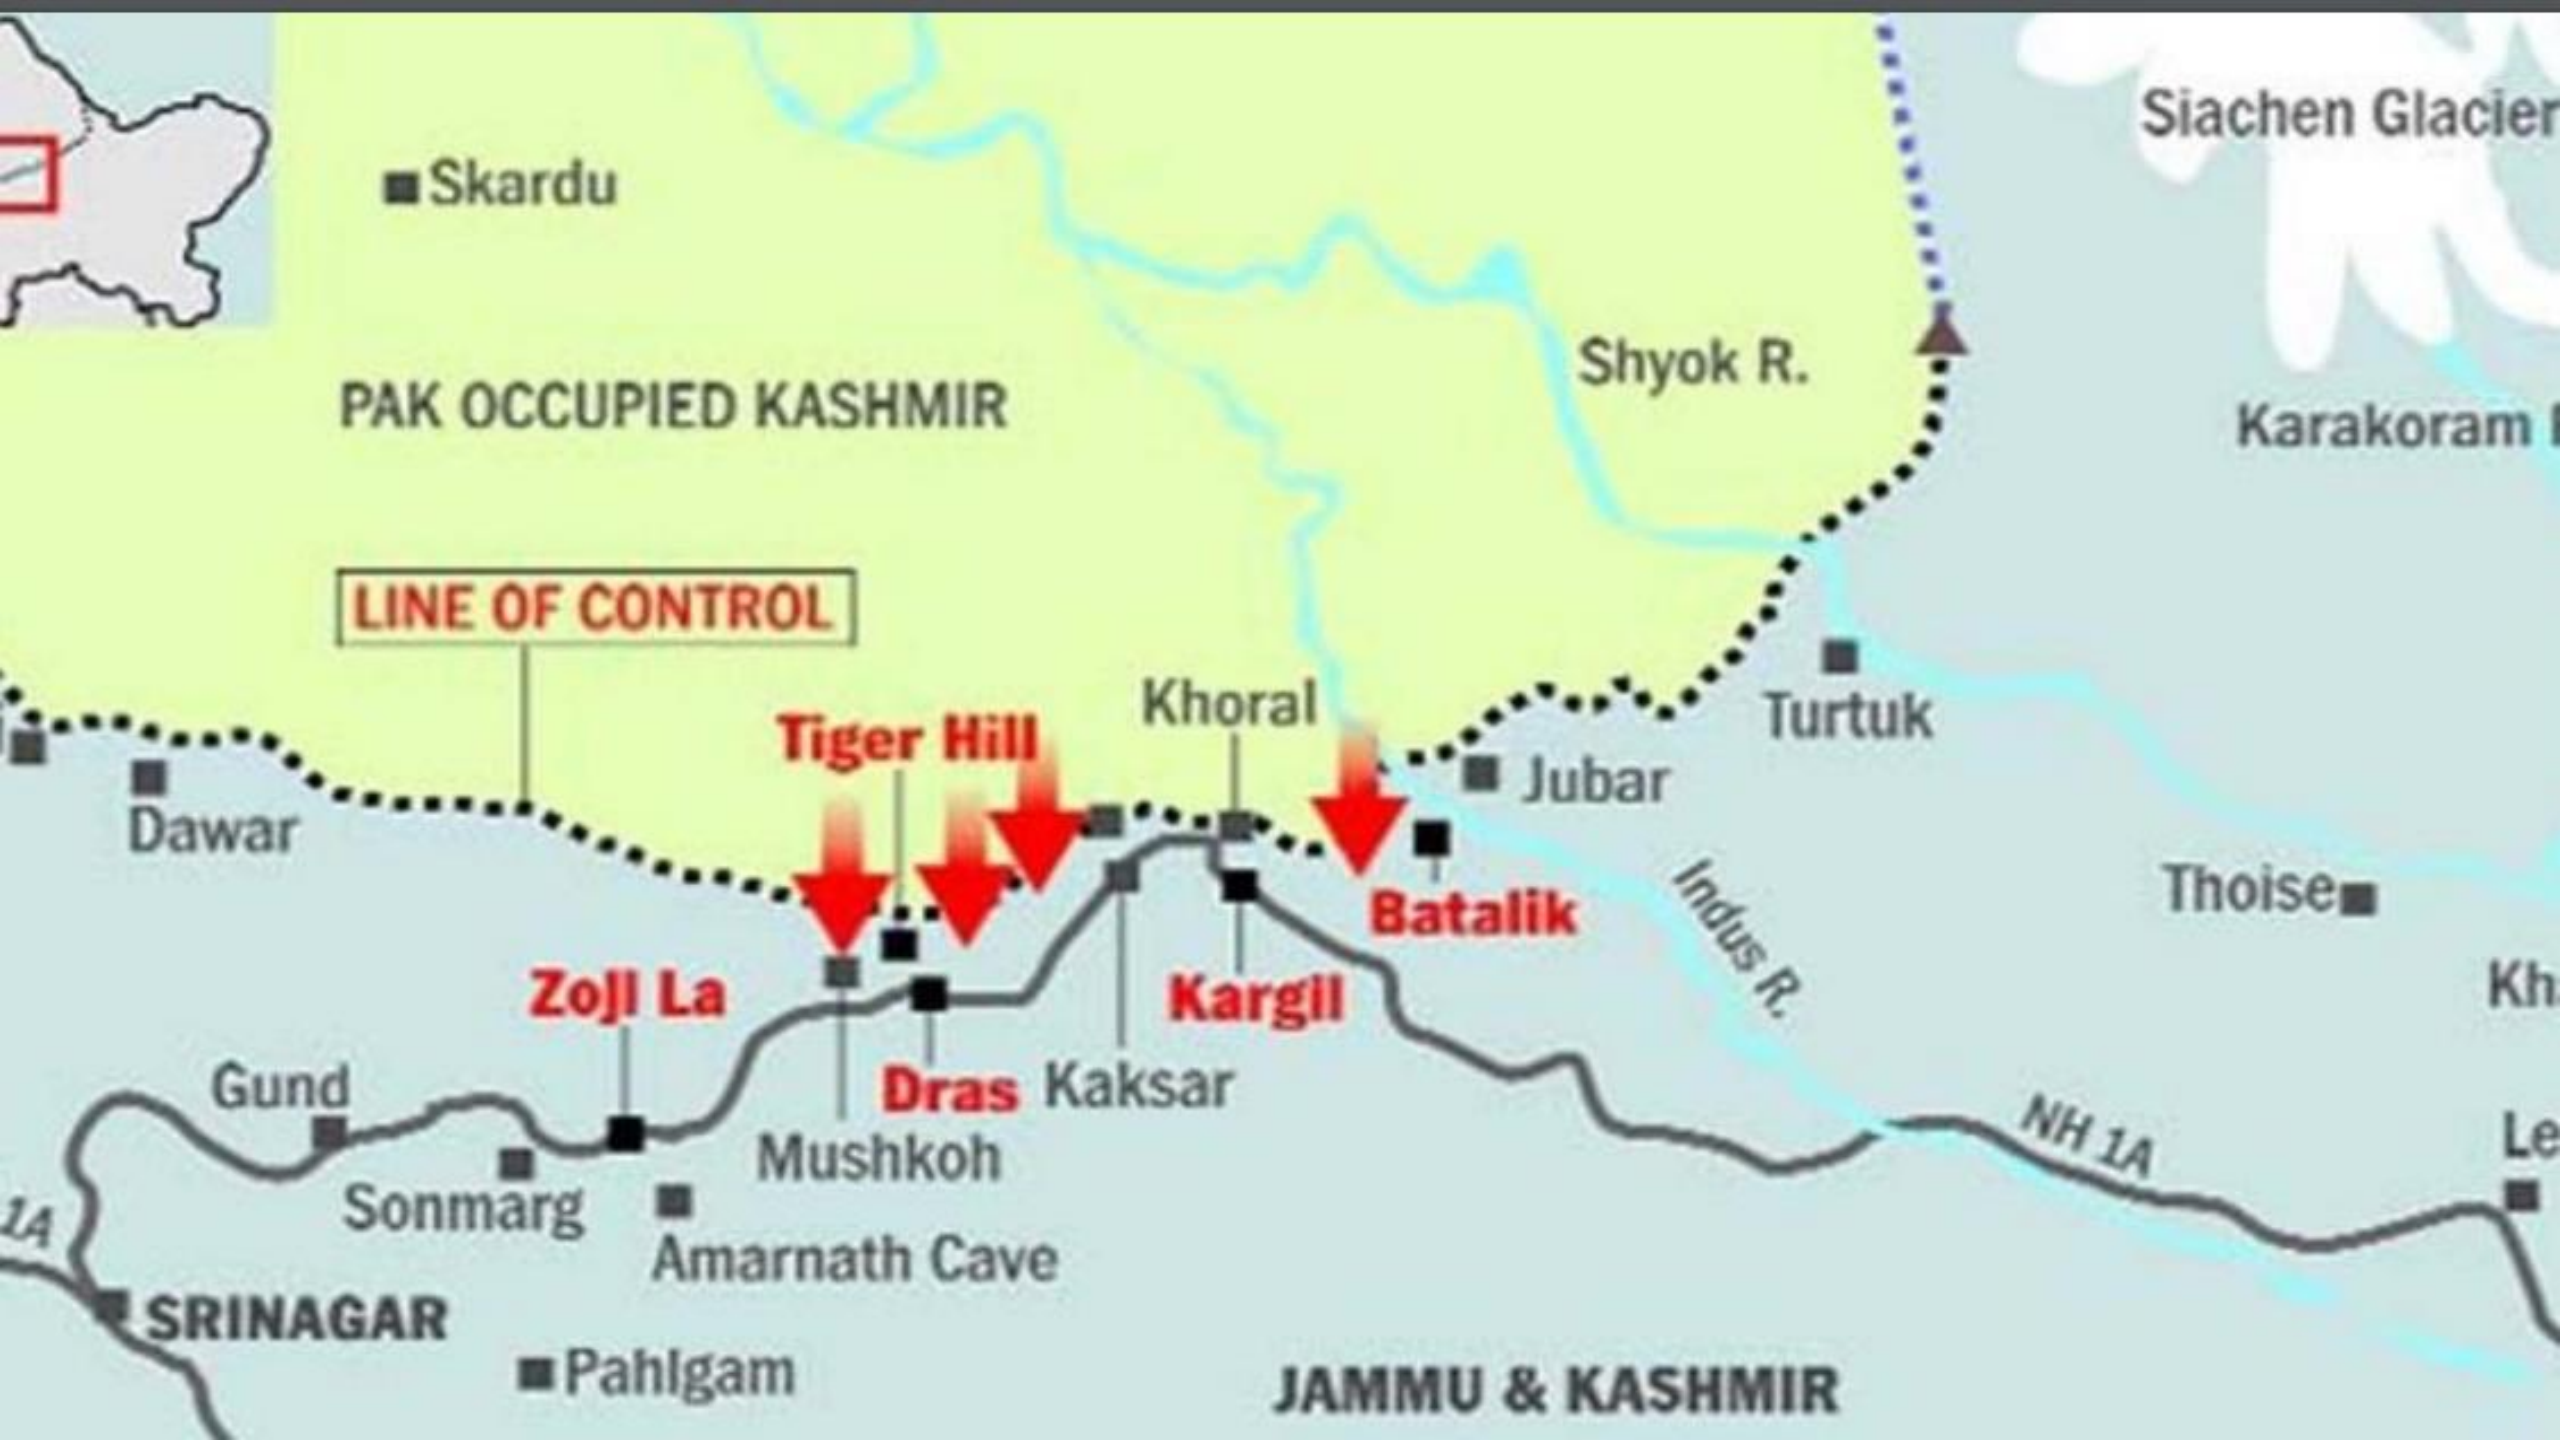 Siachen Glacier
Skardu
Shyok R.
PAK OCCUPIED KASHMIR
Karakoram
LINE OF CONTROL
Khoral
Tiger Hill
Turtuk
Jubar
Dawar
Thoise
Batalik
Indus R.
Zoji La
Kargil
Gund
Dras
Kaksar
NH 1A
Mushkoh
Sonmarg
1A
Amarnath Cave
SRINAGAR
Pahlgam
JAMMU & KASHMIR